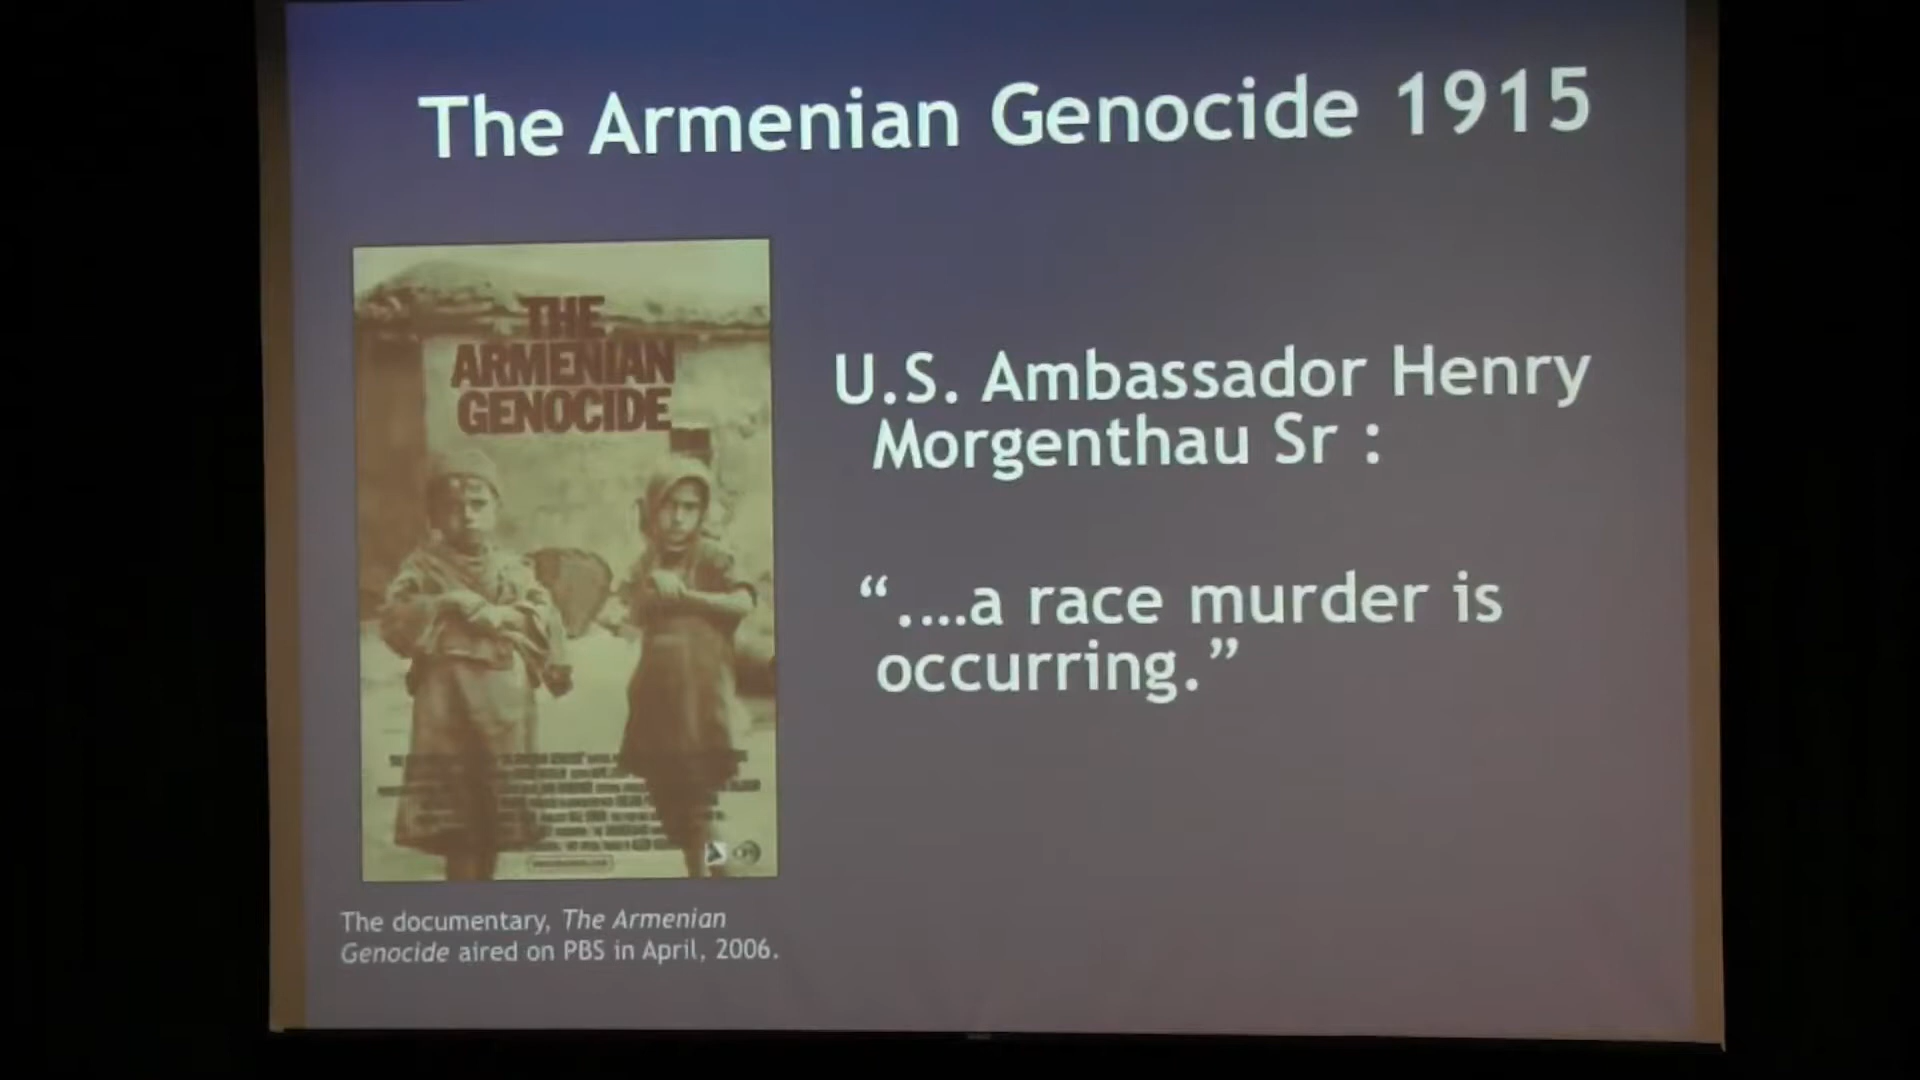 The Armenian Genocide 1915
THE
ARMENIAN
GENOCIDE
U.S. Ambassador Henry
Morgenthau Sr :
“....a race murder is
occurring.”
The documentary, The Armenian
Genocide aired on PBS in April, 2006.